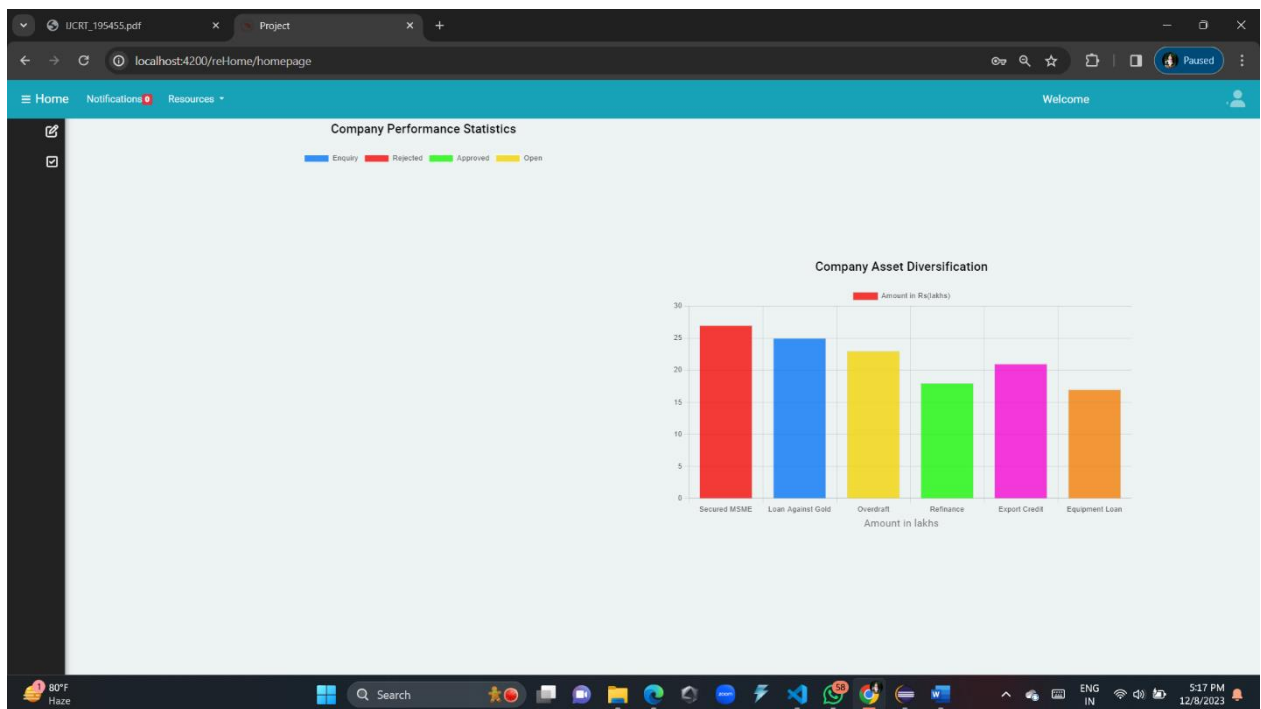 IJCRT_195455.pdf
Project
localhost:4200/reHome/homepage
Paused
Home Notifications 0 Resources
Welcome
Company Performance Statistics
Enquiry Rejected Approved Open
Company Asset Diversification
Amount in Rs(lakhs)
30
25
20
15
10
5
0
Secured MSME Loan Against Gold Overdraft Refinance Export Credit Equipment Loan
Amount in lakhs
1
80°F
Haze
Search
zoom
58
W
ENG
IN
5:17 PM
12/8/2023